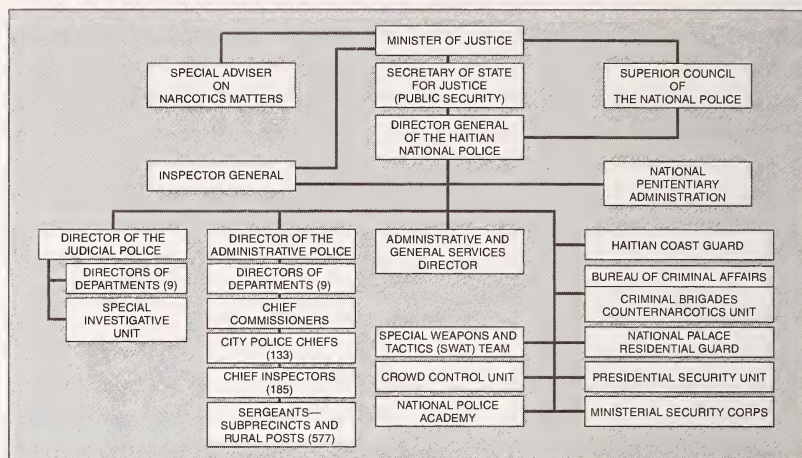 MINISTER OF JUSTICE
SPECIAL ADVISER
ON
NARCOTICS MATTERS
SECRETARY OF STATE
FOR JUSTICE
(PUBLIC SECURITY)
SUPERIOR COUNCIL
OF
THE NATIONAL POLICE
DIRECTOR GENERAL
OF THE HAITIAN
NATIONAL POLICE
INSPECTOR GENERAL
NATIONAL
PENITENTIARY
ADMINISTRATION
DIRECTOR OF THE
JUDICIAL POLICE
DIRECTORS OF
DEPARTMENTS (9)
SPECIAL
INVESTIGATIVE
UNIT
DIRECTOR OF THE
ADMINISTRATIVE POLICE
DIRECTORS OF
DEPARTMENTS (9)
CHIEF
COMMISSIONERS
CITY POLICE CHIEFS
(133)
CHIEF INSPECTORS
(185)
SERGEANTS—
SUBPRECINCTS AND
RURAL POSTS (577)
ADMINISTRATIVE AND
GENERAL SERVICES
DIRECTOR
SPECIAL WEAPONS AND
TACTICS (SWAT) TEAM
CROWD CONTROL UNIT
NATIONAL POLICE
ACADEMY
HAITIAN COAST GUARD
BUREAU OF CRIMINAL AFFAIRS
CRIMINAL BRIGADES
COUNTERNARCOTICS UNIT
NATIONAL PALACE
RESIDENTIAL GUARD
PRESIDENTIAL SECURITY UNIT
MINISTERIAL SECURITY CORPS